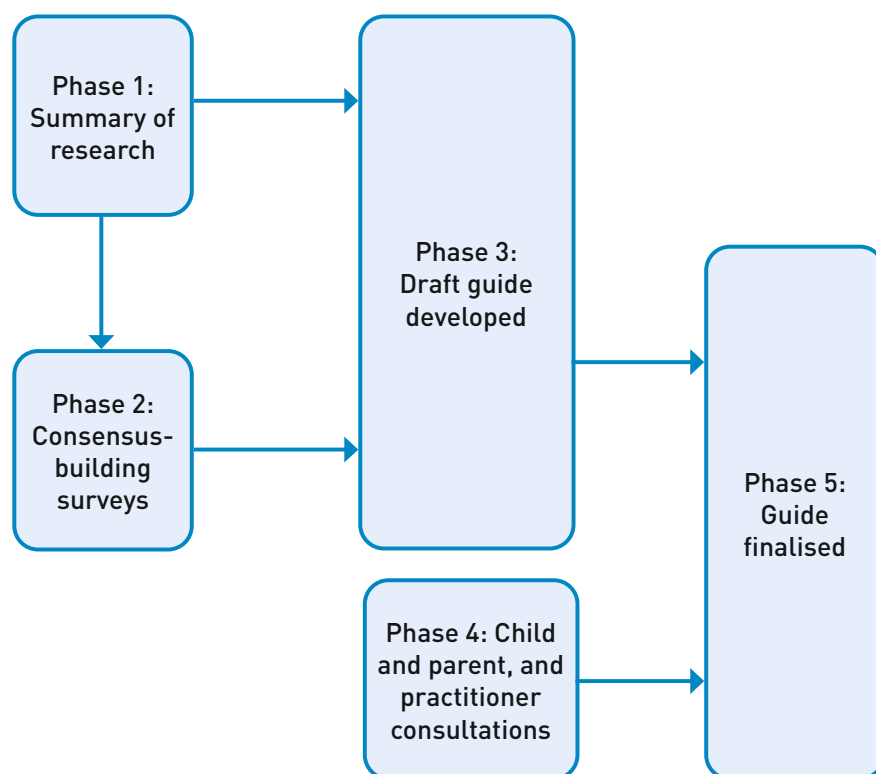 Phase 1:
Summary of
research
Phase 2:
Consensus-
building
surveys
Phase 3:
Draft guide
developed
Phase 4: Child
and parent, and
practitioner
consultations
Phase 5:
Guide
finalised